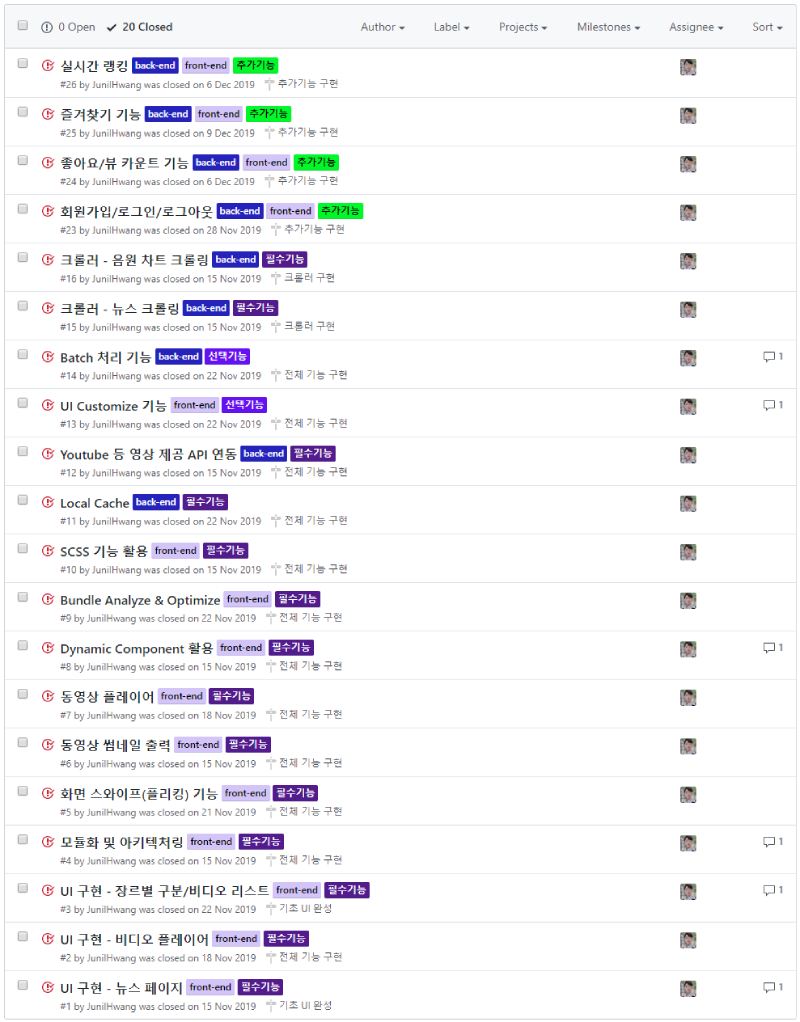 0 Open 20 Closed Author Label Projects Milestones Assignee Sort
실시간 랭킹 back-end front-end 추가기능
#26 by JunilHwang was closed on 6 Dec 2019 추가기능 구현
즐겨찾기 기능 back-end front-end 추가기능
#25 by JunilHwang was closed on 9 Dec 2019 추가기능 구현
좋아요/뷰 카운트 기능 back-end front-end 추가기능
#24 by JunilHwang was closed on 6 Dec 2019 추가기능 구현
회원가입/로그인/로그아웃 back-end front-end 추가기능
#23 by JunilHwang was closed on 28 Nov 2019 추가기능 구현
크롤러 - 음원 차트 크롤링 back-end 필수기능
#16 by JunilHwang was closed on 15 Nov 2019 크롤러 구현
크롤러 - 뉴스 크롤링 back-end 필수기능
#15 by JunilHwang was closed on 15 Nov 2019 크롤러 구현
Batch 처리 기능 back-end 선택기능 1
#14 by JunilHwang was closed on 22 Nov 2019 전체 기능 구현
UI Customize 기능 front-end 선택기능 1
#13 by JunilHwang was closed on 22 Nov 2019 전체 기능 구현
Youtube 등 영상 제공 API 연동 back-end 필수기능
#12 by JunilHwang was closed on 15 Nov 2019 전체 기능 구현
Local Cache back-end 필수기능
#11 by JunilHwang was closed on 22 Nov 2019 전체 기능 구현
SCSS 기능 활용 front-end 필수기능
#10 by JunilHwang was closed on 15 Nov 2019 전체 기능 구현
Bundle Analyze & Optimize front-end 필수기능
#9 by JunilHwang was closed on 22 Nov 2019 전체 기능 구현
Dynamic Component 활용 front-end 필수기능 1
#8 by JunilHwang was closed on 15 Nov 2019 전체 기능 구현
동영상 플레이어 front-end 필수기능
#7 by JunilHwang was closed on 18 Nov 2019 전체 기능 구현
동영상 썸네일 출력 front-end 필수기능
#6 by JunilHwang was closed on 15 Nov 2019 전체 기능 구현
화면 스와이프(플리킹) 기능 front-end 필수기능
#5 by JunilHwang was closed on 21 Nov 2019 전체 기능 구현
모듈화 및 아키텍처링 front-end 필수기능 1
#4 by JunilHwang was closed on 15 Nov 2019 전체 기능 구현
UI 구현 - 장르별 구분/비디오 리스트 front-end 필수기능 1
#3 by JunilHwang was closed on 22 Nov 2019 기초 UI 완성
UI 구현 - 비디오 플레이어 front-end 필수기능
#2 by JunilHwang was closed on 18 Nov 2019 전체 기능 구현
UI 구현 - 뉴스 페이지 front-end 필수기능 1
#1 by JunilHwang was closed on 15 Nov 2019 기초 UI 완성